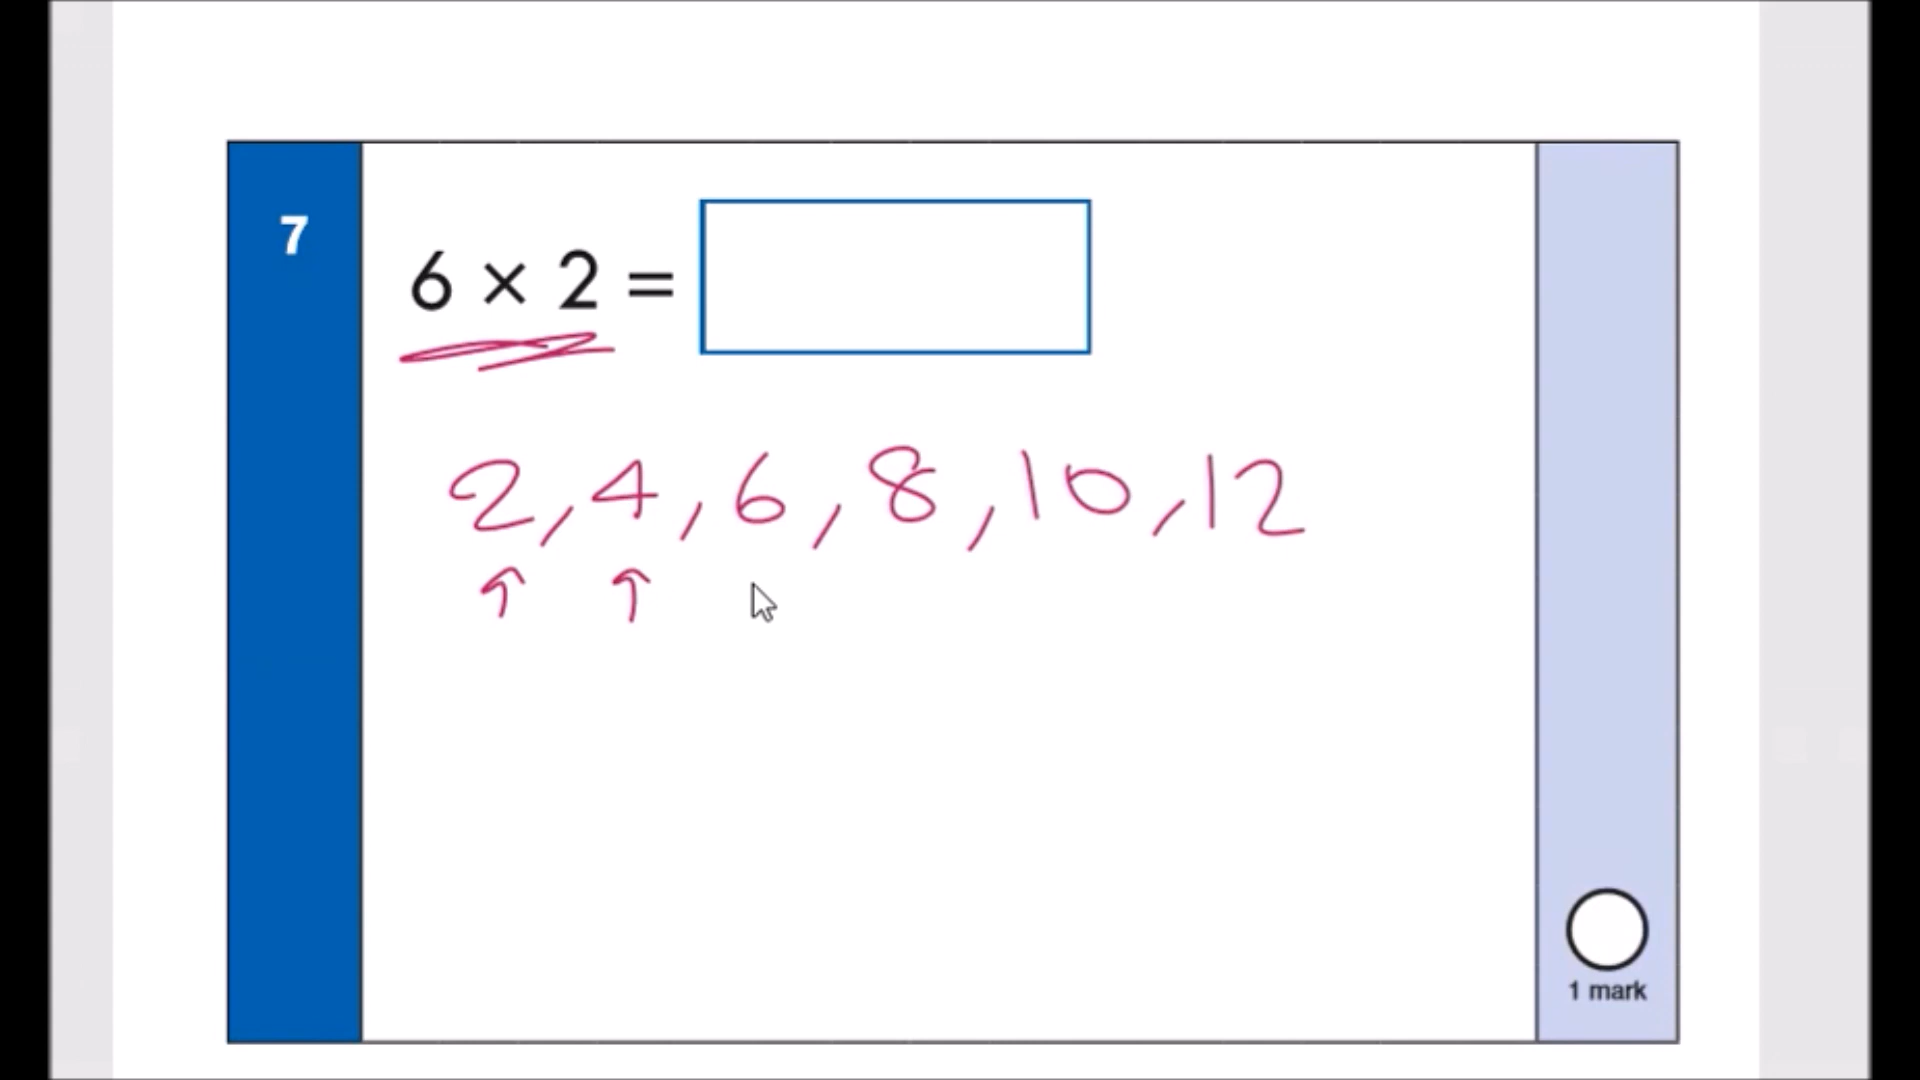 7
6 × 2 =
2, 4, 6, 8, 10, 12
1 mark